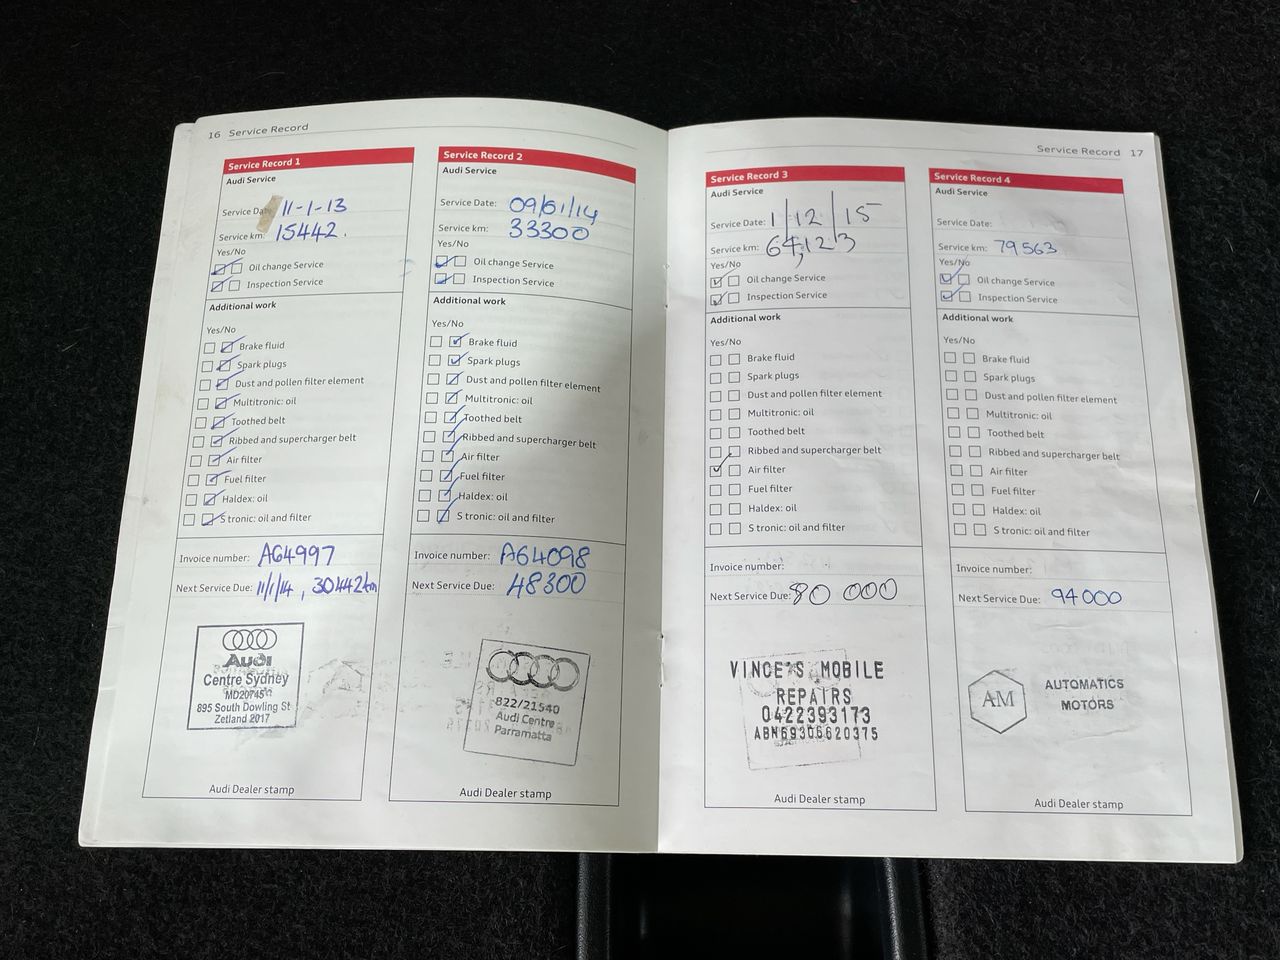 16 Service Record
Service Record 1
Audi Service
Service Date: 11-1-13
Service km: 15442.
Yes/No
Oil change Service
Inspection Service
Additional work
Yes/No
Brake fluid
Spark plugs
Dust and pollen filter element
Multitronic: oil
Toothed belt
Ribbed and supercharger belt
Air filter
Fuel filter
Haldex: oil
S tronic: oil and filter
Invoice number: AG4997
Next Service Due: 11/1/14, 30442km
Audi
Centre Sydney
MD20745
895 South Dowling St
Zetland 2017
Audi Dealer stamp
Service Record 2
Audi Service
Service Date: 09/01/14
Service km: 33300
Yes/No
Oil change Service
Inspection Service
Additional work
Yes/No
Brake fluid
Spark plugs
Dust and pollen filter element
Multitronic: oil
Toothed belt
Ribbed and supercharger belt
Air filter
Fuel filter
Haldex: oil
S tronic: oil and filter
Invoice number: A64098
Next Service Due: 48300
822/21540
Audi Centre
Parramatta
Audi Dealer stamp
Service Record 17
Service Record 3
Audi Service
Service Date: 1/12/15
Service km: 64,123
Yes/No
Oil change Service
Inspection Service
Additional work
Yes/No
Brake fluid
Spark plugs
Dust and pollen filter element
Multitronic: oil
Toothed belt
Ribbed and supercharger belt
Air filter
Fuel filter
Haldex: oil
S tronic: oil and filter
Invoice number:
Next Service Due: 80 000
VINCE'S MOBILE
REPAIRS
0422393173
ABN69306620375
Audi Dealer stamp
Service Record 4
Audi Service
Service Date:
Service km: 79563
Yes/No
Oil change Service
Inspection Service
Additional work
Yes/No
Brake fluid
Spark plugs
Dust and pollen filter element
Multitronic: oil
Toothed belt
Ribbed and supercharger belt
Air filter
Fuel filter
Haldex: oil
S tronic: oil and filter
Invoice number:
Next Service Due: 94000
AM
AUTOMATICS
MOTORS
Audi Dealer stamp